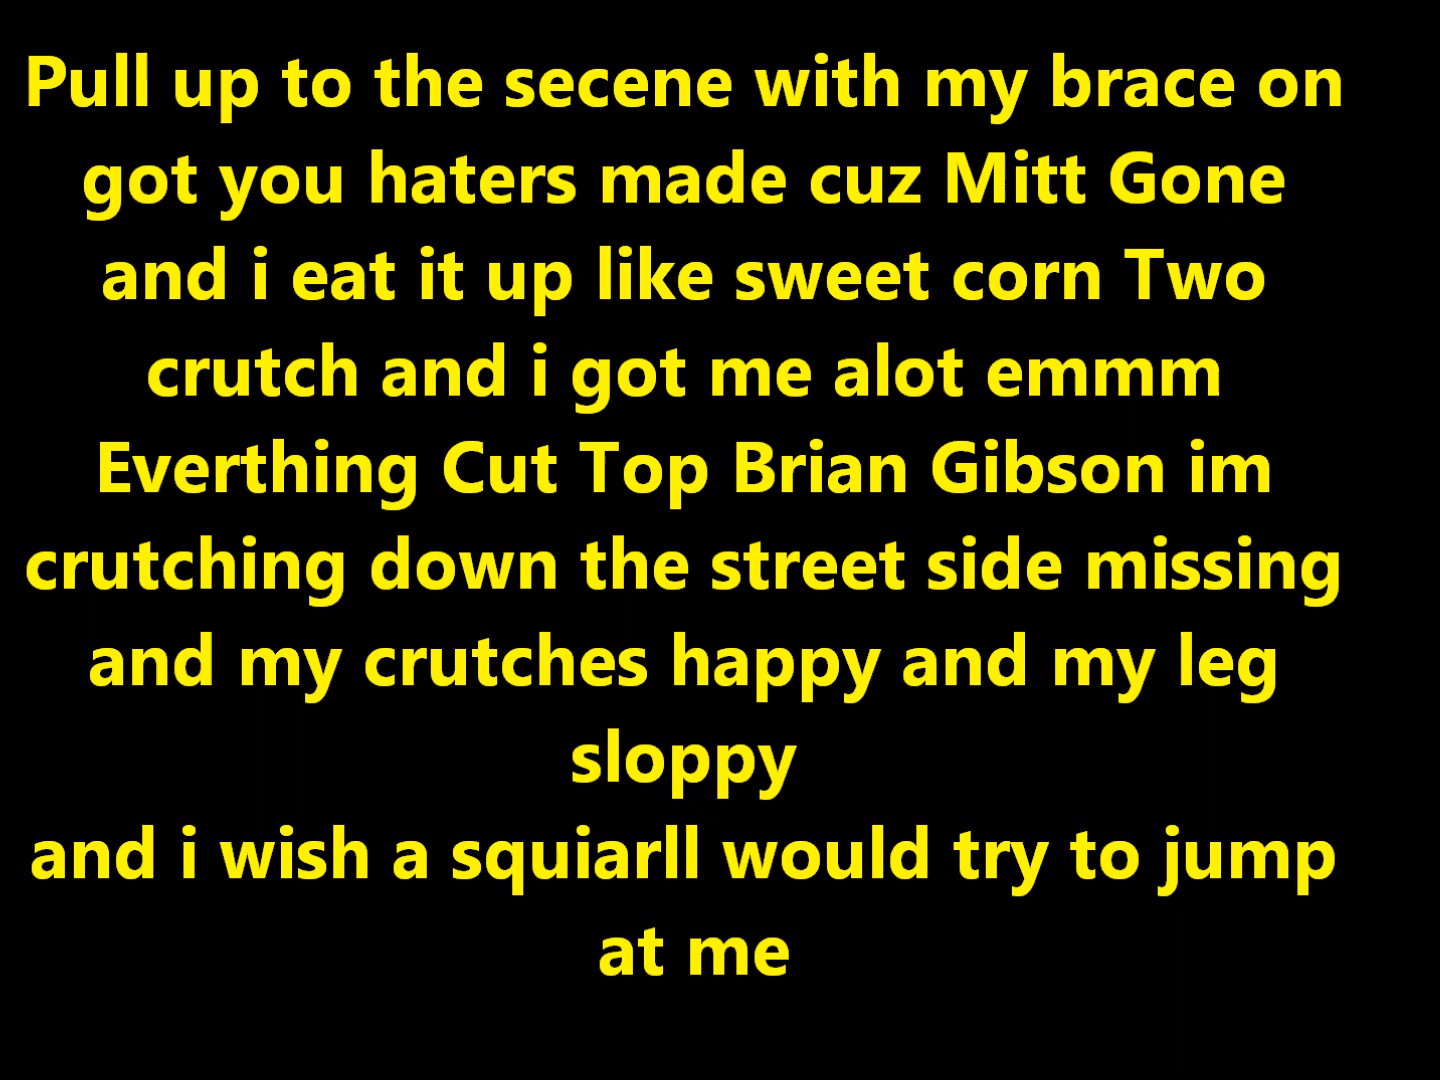 Pull up to the secene with my brace on
got you haters made cuz Mitt Gone
and i eat it up like sweet corn Two
crutch and i got me alot emmm
Everthing Cut Top Brian Gibson im
crutching down the street side missing
and my crutches happy and my leg
sloppy
and i wish a squiarll would try to jump
at me